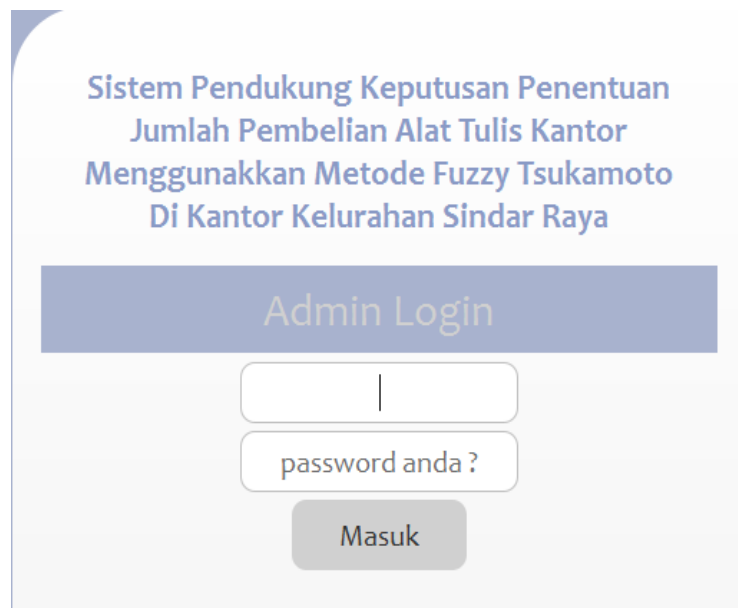 Sistem Pendukung Keputusan Penentuan
Jumlah Pembelian Alat Tulis Kantor
Menggunakkan Metode Fuzzy Tsukamoto
Di Kantor Kelurahan Sindar Raya
Admin Login
password anda ?
Masuk